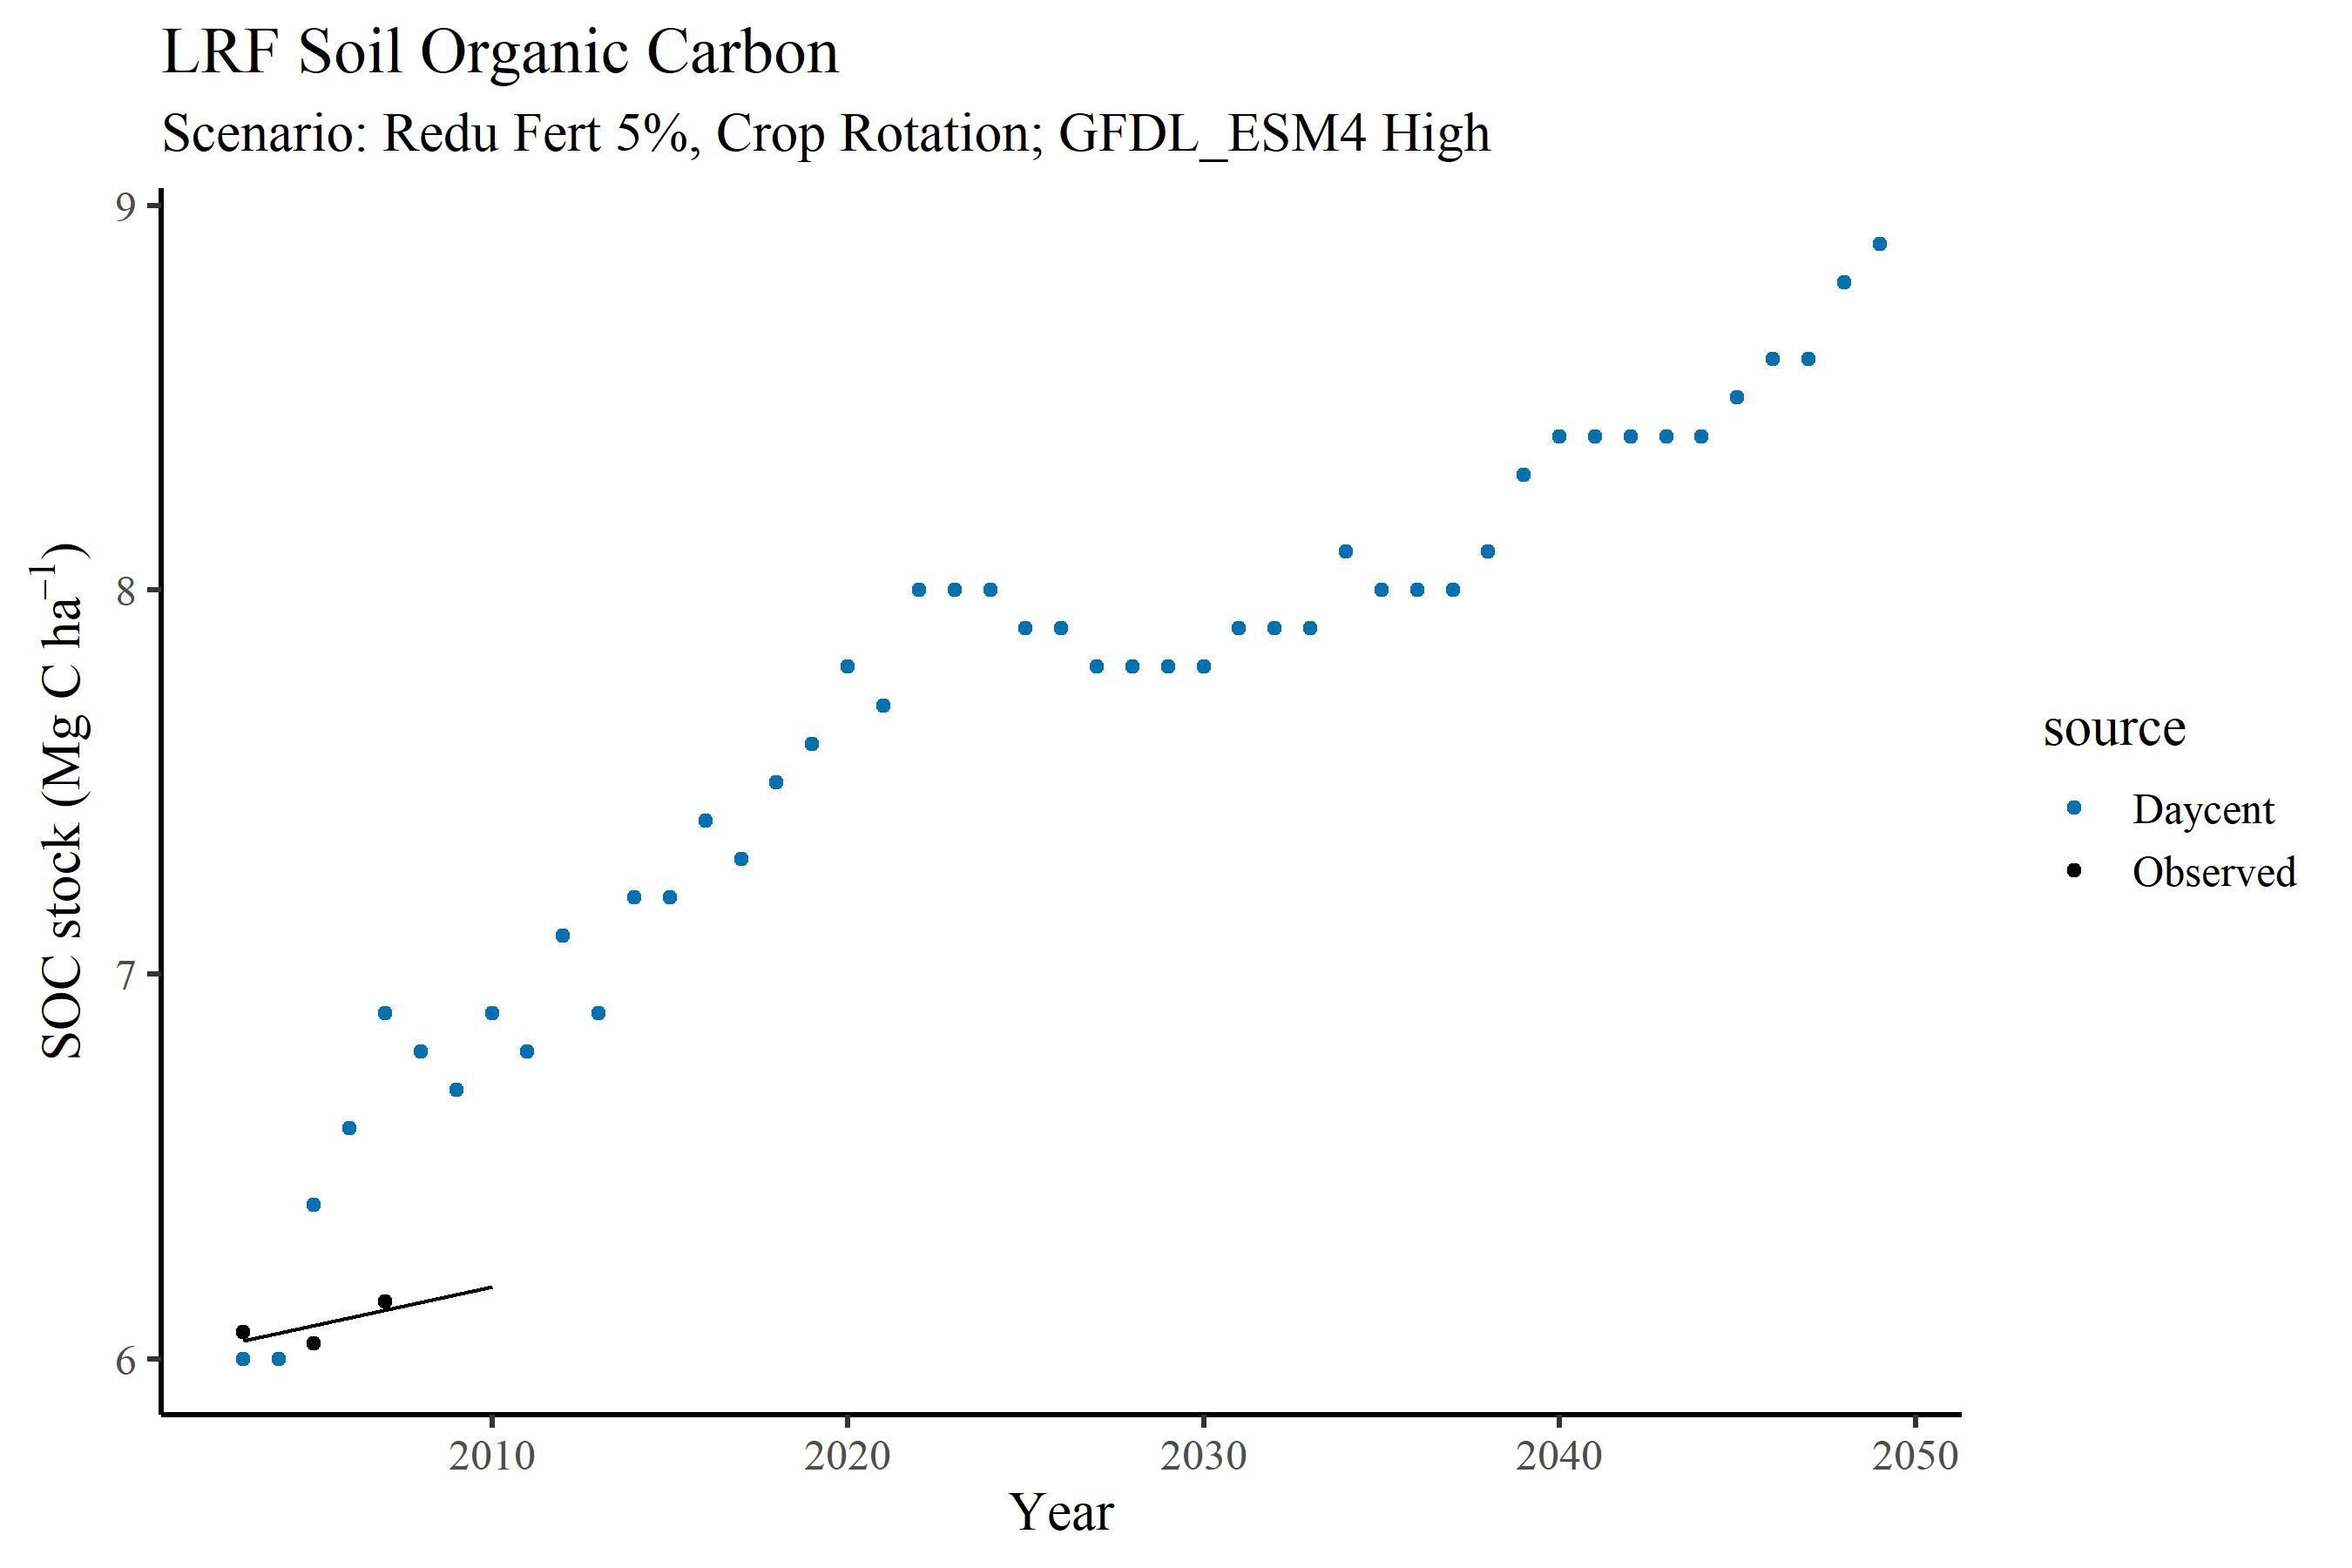 LRF Soil Organic Carbon
Scenario: Redu Fert 5%, Crop Rotation; GFDL_ESM4 High
9
8
7
6
SOC stock (Mg C ha⁻¹)
2010 2020 2030 2040 2050
Year
source
Daycent
Observed